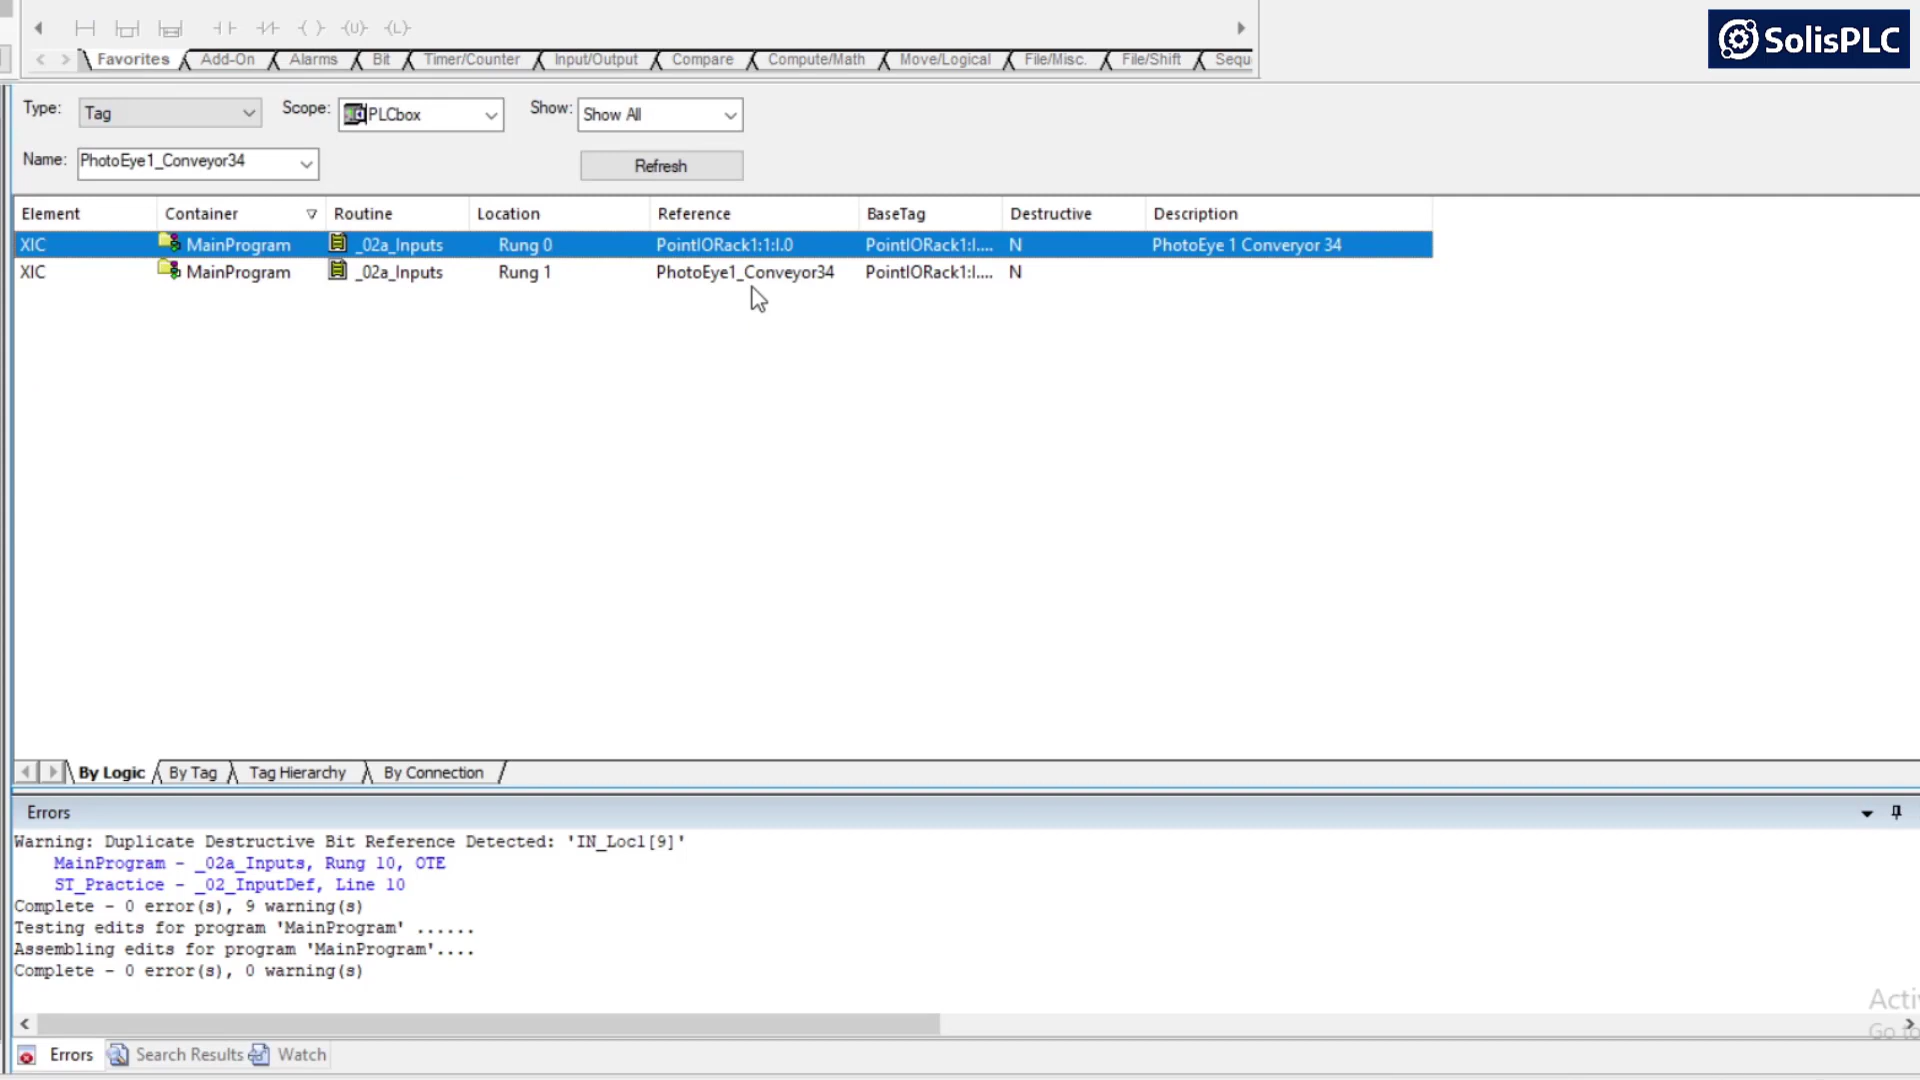 SolisPLC
Favorites Add-On Alarms Bit Timer/Counter Input/Output Compare Compute/Math Move/Logical File/Misc. File/Shift Sequ
Type: Tag Scope: PLCbox Show: Show All
Name: PhotoEye1_Conveyor34 Refresh
Element Container Routine Location Reference BaseTag Destructive Description
XIC MainProgram _02a_Inputs Rung 0 PointIORack1:1:I.0 PointIORack1:I.... N PhotoEye 1 Converyor 34
XIC MainProgram _02a_Inputs Rung 1 PhotoEye1_Conveyor34 PointIORack1:I.... N
By Logic By Tag Tag Hierarchy By Connection
Errors
Warning: Duplicate Destructive Bit Reference Detected: 'IN_Locl[9]'
MainProgram - _02a_Inputs, Rung 10, OTE
ST_Practice - _02_InputDef, Line 10
Complete - 0 error(s), 9 warning(s)
Testing edits for program 'MainProgram' ......
Assembling edits for program 'MainProgram'....
Complete - 0 error(s), 0 warning(s)
Acti
Go to
Errors Search Results Watch